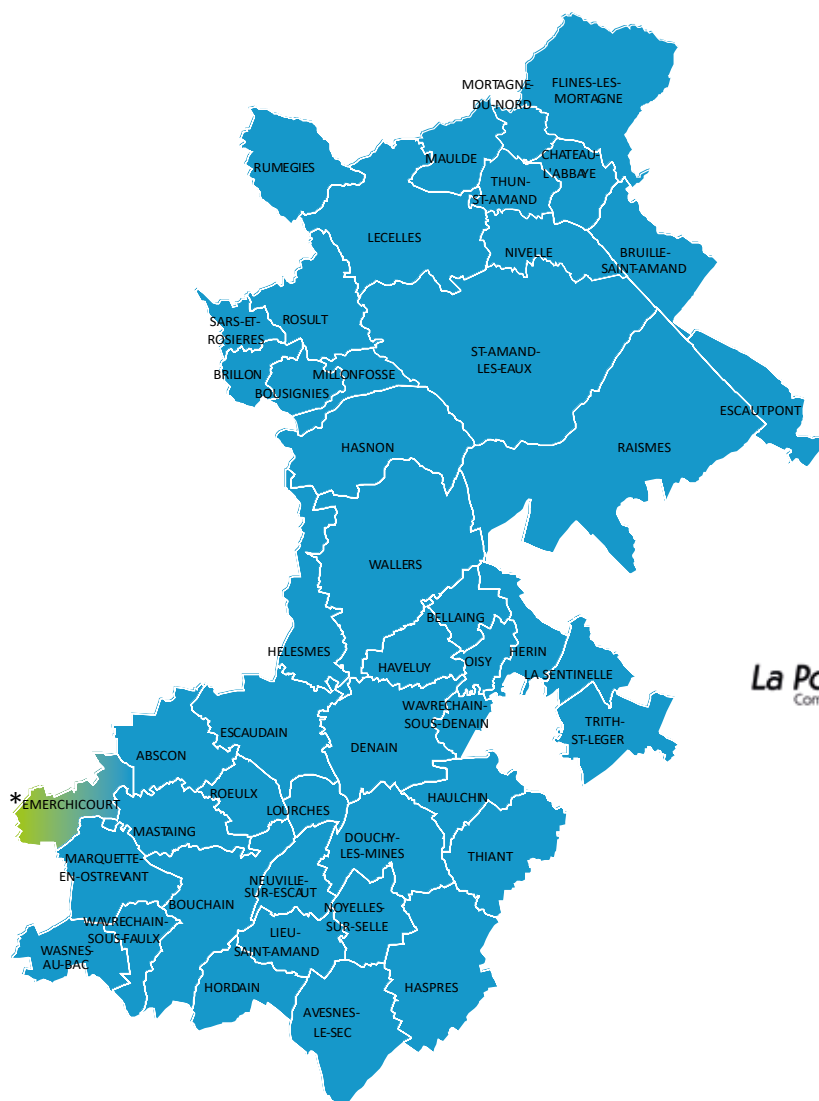 FLINES-LES-
MORTAGNE
MORTAGNE-
DU-NORD
RUMEGIES
MAULDE
CHATEAU-
L'ABBAYE
THUN-
ST-AMAND
LECELLES
NIVELLE
BRUILLE-
SAINT-AMAND
SARS-ET-
ROSIERES
ROSULT
BRILLON
BOUSIGNIES
MILLONFOSSE
ST-AMAND-
LES-EAUX
ESCAUTPONT
HASNON
RAISMES
WALLERS
BELLAING
HELESMES
HAVELUY
OISY
HERIN
LA SENTINELLE
La Po
Com
WAVRECHAIN-
SOUS-DENAIN
TRITH-
ST-LEGER
ESCAUDAIN
DENAIN
ABSCON
*EMERCHICOURT
ROEULX
LOURCHES
HAULCHIN
MASTAING
DOUCHY-
LES-MINES
THIANT
MARQUETTE-
EN-OSTREVANT
NEUVILLE-
SUR-ESCAUT
BOUCHAIN
NOYELLES-
SUR-SELLE
WAVRECHAIN-
SOUS-FAULX
LIEU-
SAINT-AMAND
WASNES-
AU-BAC
HORDAIN
HASPRES
AVESNES-
LE-SEC